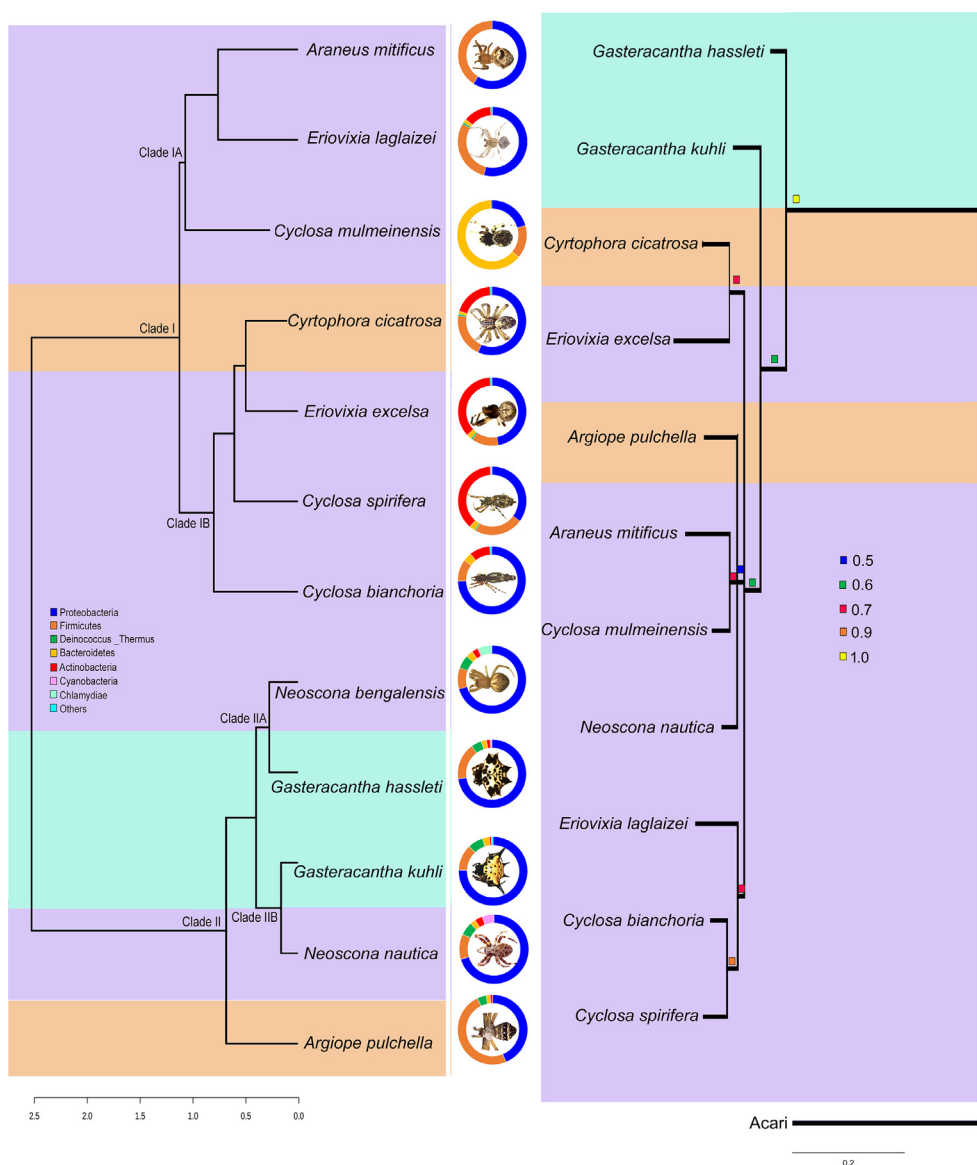 Araneus mitificus
Eriovixia laglaizei
Clade IA
Cyclosa mulmeinensis
Cyrtophora cicatrosa
Clade I
Eriovixia excelsa
Cyclosa spirifera
Clade IB
Cyclosa bianchoria
Proteobacteria
Firmicutes
Deinococcus_Thermus
Bacteroidetes
Actinobacteria
Cyanobacteria
Chlamydiae
Others
Neoscona bengalensis
Clade IIA
Gasteracantha hassleti
Gasteracantha kuhli
Clade IIB
Clade II
Neoscona nautica
Argiope pulchella
2.5 2.0 1.5 1.0 0.5 0.0
Gasteracantha hassleti
Gasteracantha kuhli
Cyrtophora cicatrosa
Eriovixia excelsa
Argiope pulchella
Araneus mitificus
Cyclosa mulmeinensis
Neoscona nautica
Eriovixia laglaizei
Cyclosa bianchoria
Cyclosa spirifera
0.5
0.6
0.7
0.9
1.0
Acari
0.2